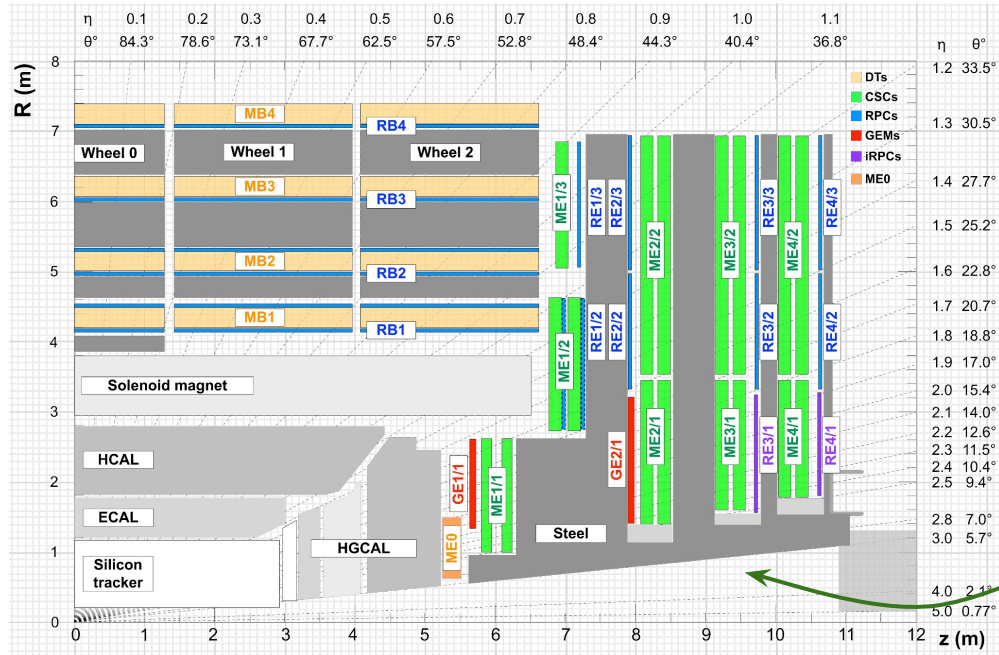 η 0.1 0.2 0.3 0.4 0.5 0.6 0.7 0.8 0.9 1.0 1.1
θ° 84.3° 78.6° 73.1° 67.7° 62.5° 57.5° 52.8° 48.4° 44.3° 40.4° 36.8° η θ°
R (m)
8
7
6
5
4
3
2
1
0
1.2 33.5°
1.3 30.5°
1.4 27.7°
1.5 25.2°
1.6 22.8°
1.7 20.7°
1.8 18.8°
1.9 17.0°
2.0 15.4°
2.1 14.0°
2.2 12.6°
2.3 11.5°
2.4 10.4°
2.5 9.4°
2.8 7.0°
3.0 5.7°
4.0 2.1°
5.0 0.77°
DTs
CSCs
RPCs
GEMs
iRPCs
ME0
MB4
RB4
Wheel 0
Wheel 1
Wheel 2
MB3
RB3
MB2
RB2
MB1
RB1
Solenoid magnet
HCAL
ECAL
HGCAL
Silicon
tracker
Steel
ME0
GE1/1
ME1/1
ME1/2
ME1/3
RE1/3
RE2/3
RE1/2
RE2/2
GE2/1
ME2/2
ME2/1
ME3/2
ME3/1
RE3/3
RE3/2
RE3/1
ME4/2
ME4/1
RE4/3
RE4/2
RE4/1
0 1 2 3 4 5 6 7 8 9 10 11 12
z (m)